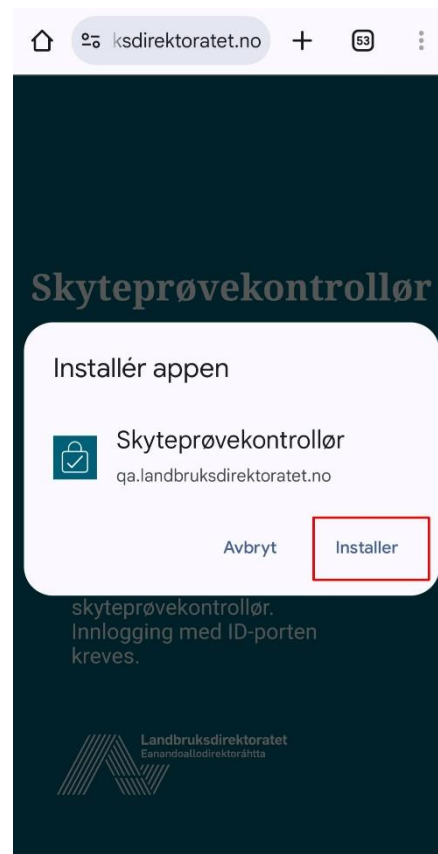 ksdirektoratet.no
53
Skyteprøvekontrollør
Installér appen
Skyteprøvekontrollør
qa.landbruksdirektoratet.no
Avbryt Installer
skyteprøvekontrollør.
Innlogging med ID-porten
kreves.
Landbruksdirektoratet
Eanandoallodirektoráhtta